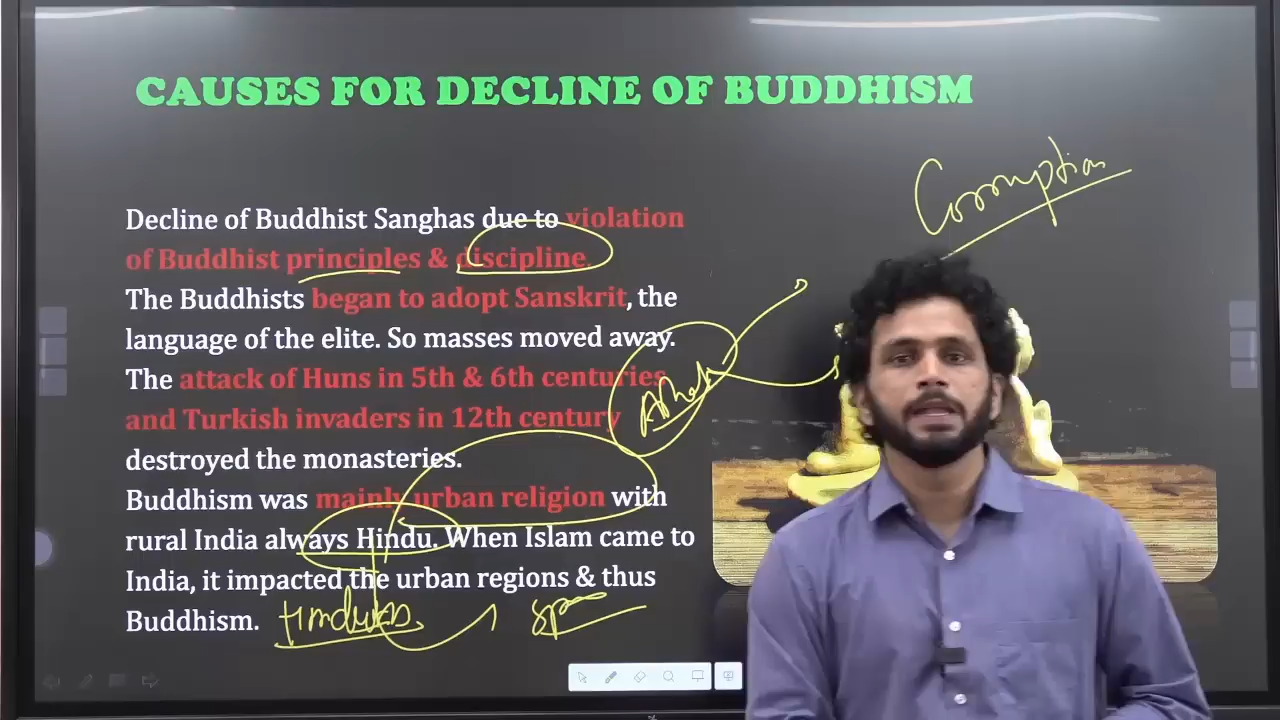 CAUSES FOR DECLINE OF BUDDHISM
Corruption
Decline of Buddhist Sanghas due to violation
of Buddhist principles & discipline.
The Buddhists began to adopt Sanskrit, the
language of the elite. So masses moved away.
The attack of Huns in 5th & 6th centuries
and Turkish invaders in 12th century
Ashok
destroyed the monasteries.
Buddhism was mainly urban religion with
rural India always Hindu. When Islam came to
India, it impacted the urban regions & thus
Buddhism.